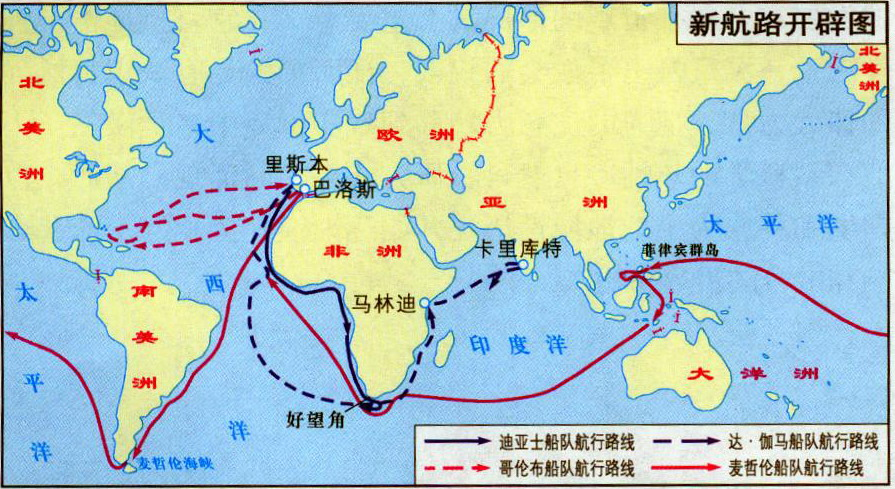 新航路开辟图
北美洲
北美洲
大
欧 洲
里斯本
巴洛斯
亚 洲
太 平 洋
卡里库特
菲律宾群岛
非 洲
西
太
南美洲
马林迪
印 度 洋
平
大 洋 洲
好望角
洋
洋
麦哲伦海峡
迪亚士船队航行路线
达·伽马船队航行路线
哥伦布船队航行路线
麦哲伦船队航行路线